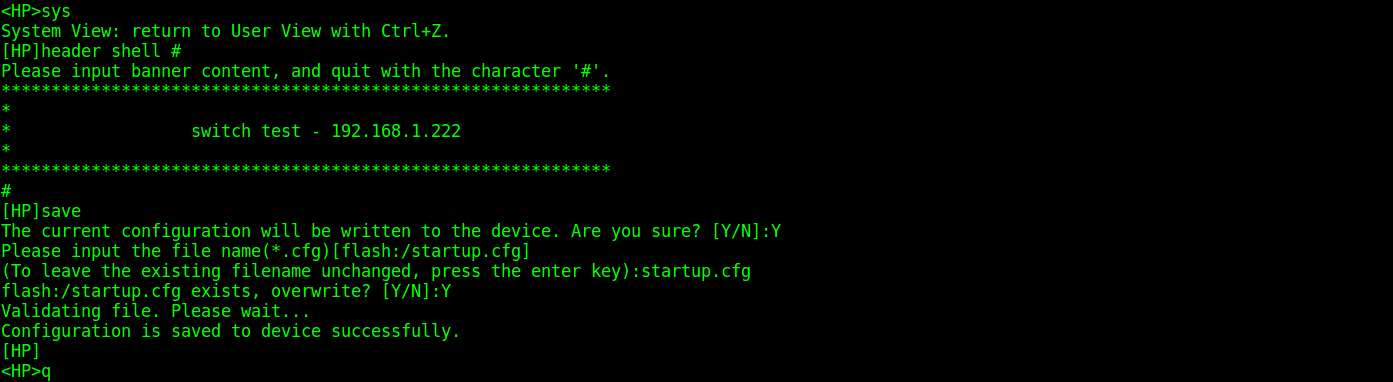 <HP>sys
System View: return to User View with Ctrl+Z.
[HP]header shell #
Please input banner content, and quit with the character '#'.
*************************************************************
*
*                  switch test - 192.168.1.222
*
*************************************************************
#
[HP]save
The current configuration will be written to the device. Are you sure? [Y/N]:Y
Please input the file name(*.cfg)[flash:/startup.cfg]
(To leave the existing filename unchanged, press the enter key):startup.cfg
flash:/startup.cfg exists, overwrite? [Y/N]:Y
Validating file. Please wait...
Configuration is saved to device successfully.
[HP]
<HP>q